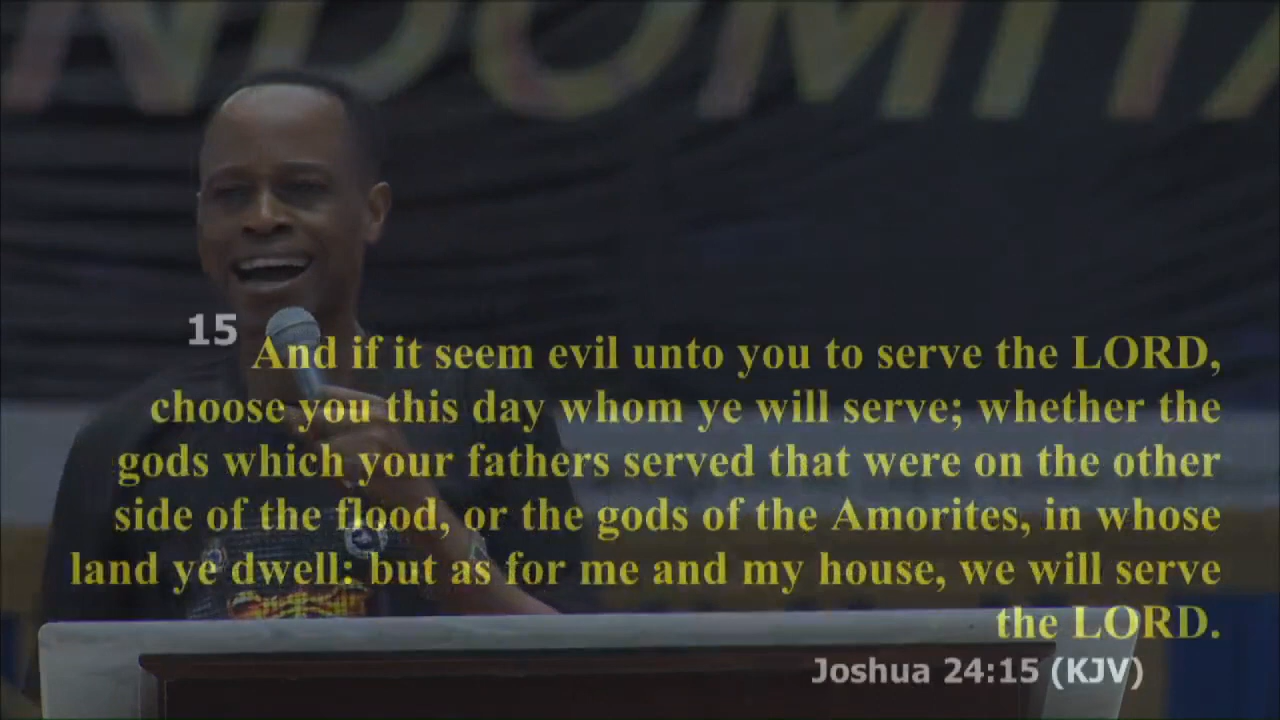 NDOMITA
15 And if it seem evil unto you to serve the LORD,
choose you this day whom ye will serve; whether the
gods which your fathers served that were on the other
side of the flood, or the gods of the Amorites, in whose
land ye dwell: but as for me and my house, we will serve
the LORD.
Joshua 24:15 (KJV)